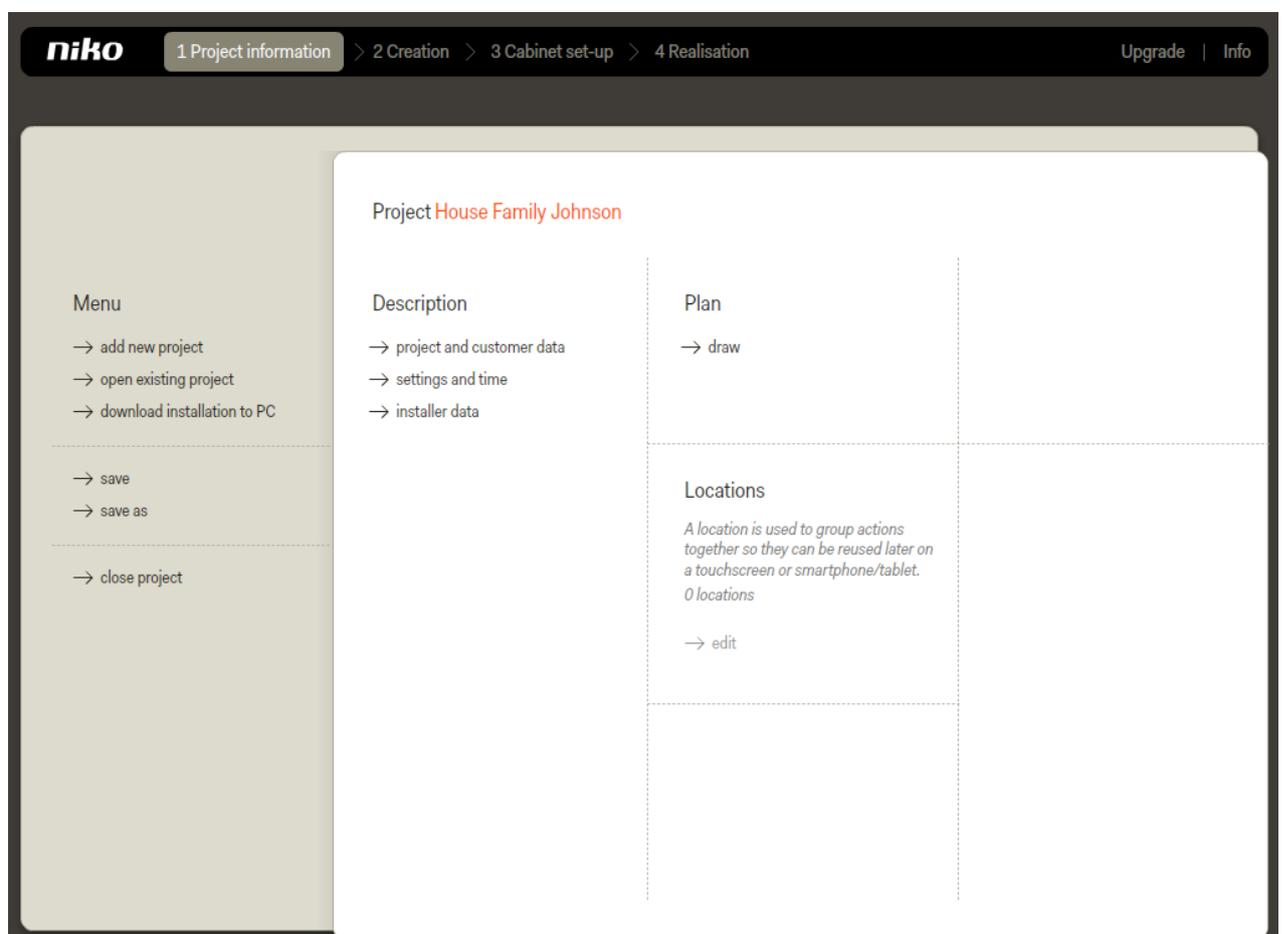 niko
1 Project information
2 Creation
3 Cabinet set-up
4 Realisation
Upgrade | Info
Project House Family Johnson
Menu
→ add new project
→ open existing project
→ download installation to PC
→ save
→ save as
→ close project
Description
→ project and customer data
→ settings and time
→ installer data
Plan
→ draw
Locations
A location is used to group actions
together so they can be reused later on
a touchscreen or smartphone/tablet.
0 locations
→ edit